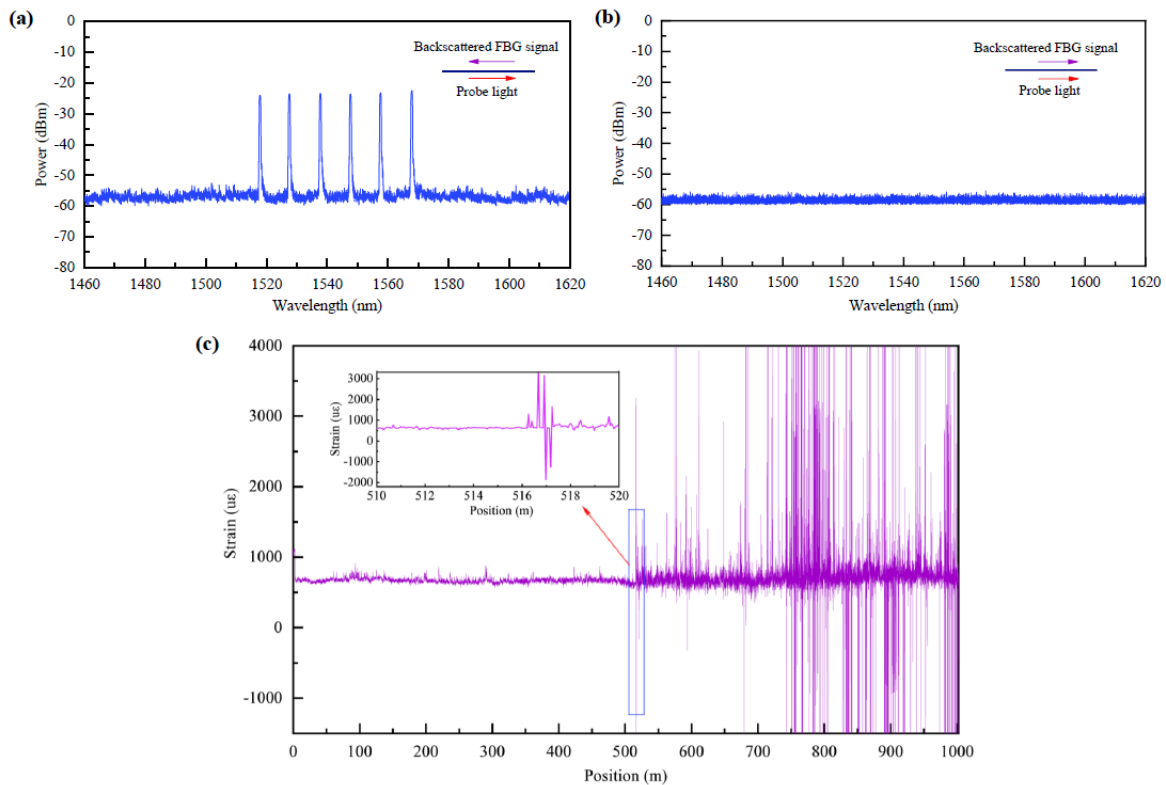 (a)
0
-10
-20
-30
-40
-50
-60
-70
-80
Power (dBm)
Backscattered FBG signal
Probe light
1460 1480 1500 1520 1540 1560 1580 1600 1620
Wavelength (nm)
(b)
0
-10
-20
-30
-40
-50
-60
-70
-80
Power (dBm)
Backscattered FBG signal
Probe light
1460 1480 1500 1520 1540 1560 1580 1600 1620
Wavelength (nm)
(c)
4000
3000
2000
1000
0
-1000
Strain (uε)
3000
2000
1000
0
-1000
-2000
Strain (uε)
510 512 514 516 518 520
Position (m)
0 100 200 300 400 500 600 700 800 900 1000
Position (m)